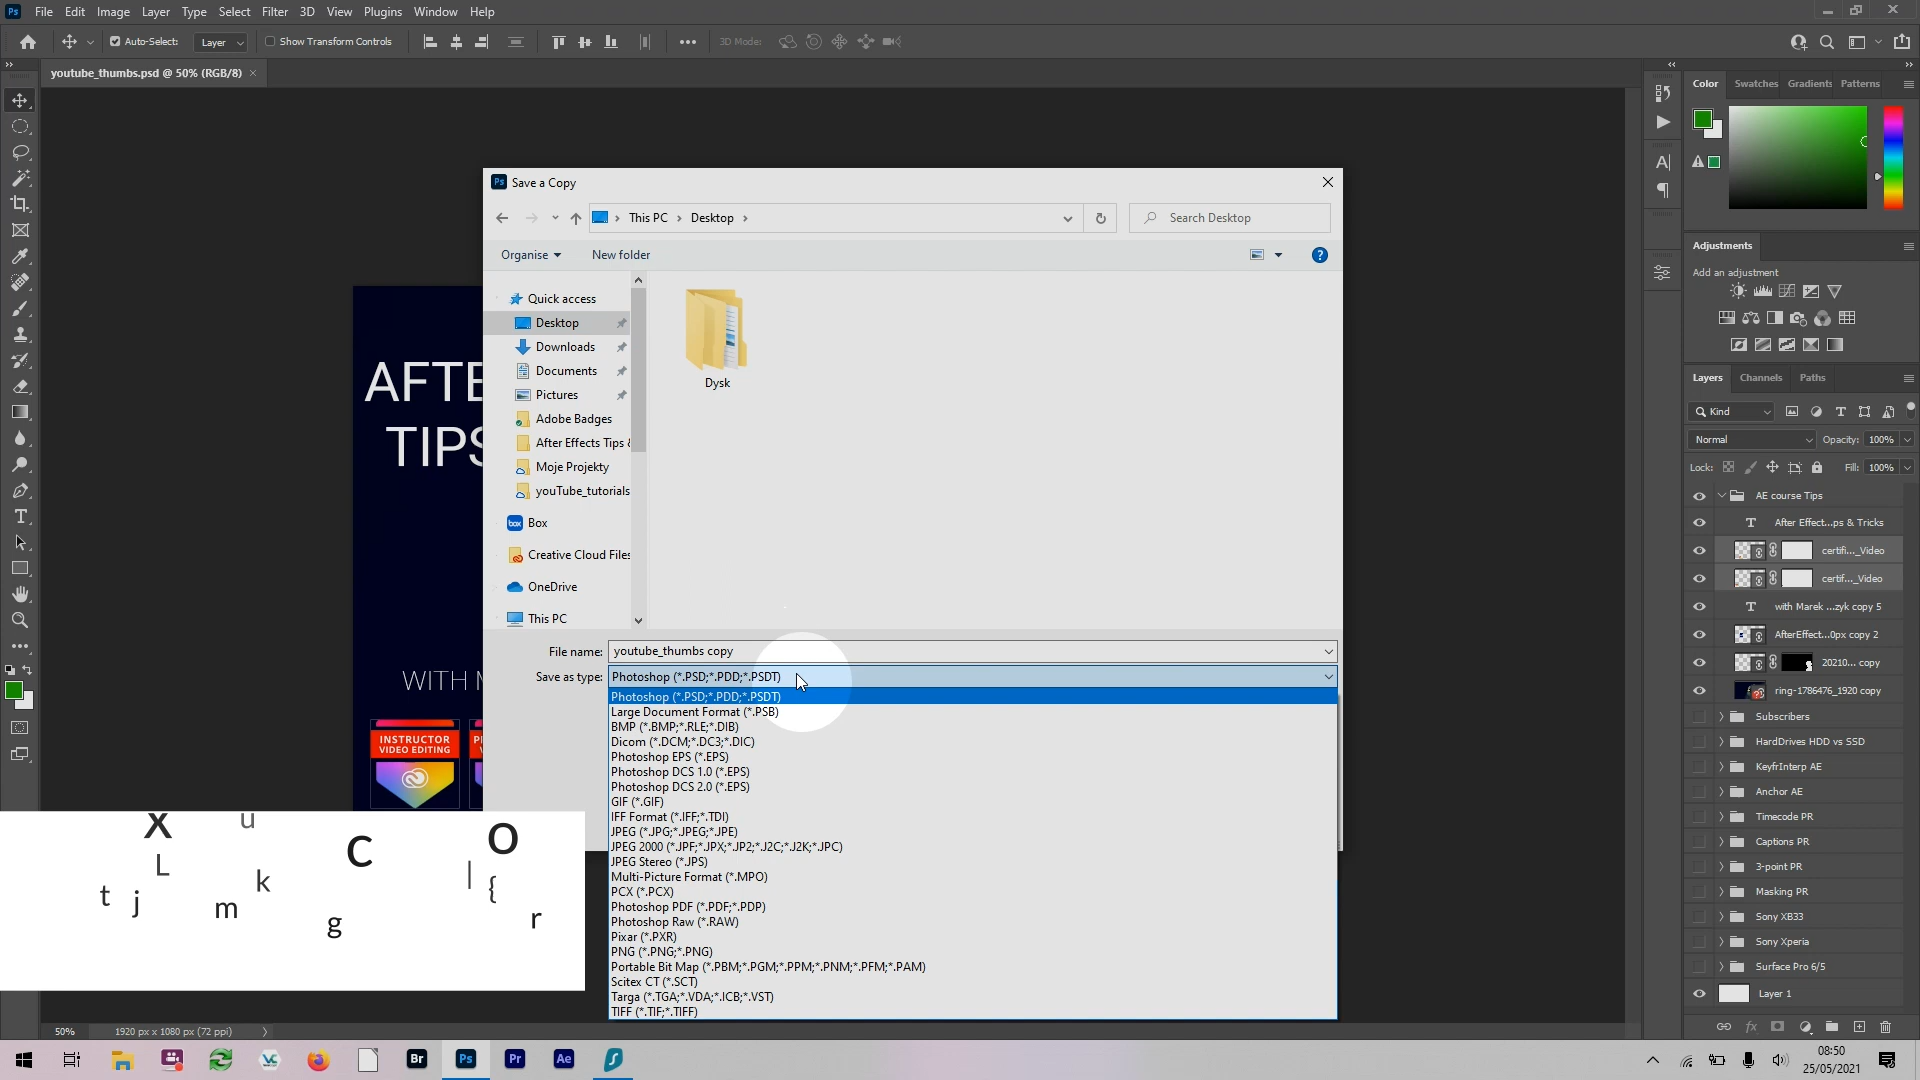 Ps File Edit Image Layer Type Select Filter 3D View Plugins Window Help
Auto-Select: Layer Show Transform Controls 3D Mode:
youtube_thumbs.psd @ 50% (RGB/8)
Color Swatches Gradients Patterns
Adjustments
Add an adjustment
Layers Channels Paths
Kind
Normal Opacity: 100%
Lock: Fill: 100%
AE course Tips
After Effect...ps & Tricks
certifi..._Video
certif..._Video
with Marek ...zyk copy 5
AfterEffect...0px copy 2
20210... copy
ring-1786476_1920 copy
Subscribers
HardDrives HDD vs SSD
KeyfrInterp AE
Anchor AE
Timecode PR
Captions PR
3-point PR
Masking PR
Sony XB33
Sony Xperia
Surface Pro 6/5
Layer 1
AFTE
TIPS
WITH M
INSTRUCTOR
VIDEO EDITING
Ps Save a Copy
This PC Desktop
Search Desktop
Organise New folder
Quick access
Desktop
Downloads
Documents
Pictures
Adobe Badges
After Effects Tips
Moje Projekty
youTube_tutorials
box Box
Creative Cloud Files
OneDrive
This PC
Dysk
File name: youtube_thumbs copy
Save as type: Photoshop (*.PSD;*.PDD;*.PSDT)
Photoshop (*.PSD;*.PDD;*.PSDT)
Large Document Format (*.PSB)
BMP (*.BMP;*.RLE;*.DIB)
Dicom (*.DCM;*.DC3;*.DIC)
Photoshop EPS (*.EPS)
Photoshop DCS 1.0 (*.EPS)
Photoshop DCS 2.0 (*.EPS)
GIF (*.GIF)
IFF Format (*.IFF;*.TDI)
JPEG (*.JPG;*.JPEG;*.JPE)
JPEG 2000 (*.JPF;*.JPX;*.JP2;*.J2C;*.J2K;*.JPC)
JPEG Stereo (*.JPS)
Multi-Picture Format (*.MPO)
PCX (*.PCX)
Photoshop PDF (*.PDF;*.PDP)
Photoshop Raw (*.RAW)
Pixar (*.PXR)
PNG (*.PNG;*.PNG)
Portable Bit Map (*.PBM;*.PGM;*.PPM;*.PNM;*.PFM;*.PAM)
Scitex CT (*.SCT)
Targa (*.TGA;*.VDA;*.ICB;*.VST)
TIFF (*.TIF;*.TIFF)
x u c o
L k | {
t j m g r
50% 1920 px x 1080 px (72 ppi)
Br Ps Pr Ae
08:50
25/05/2021